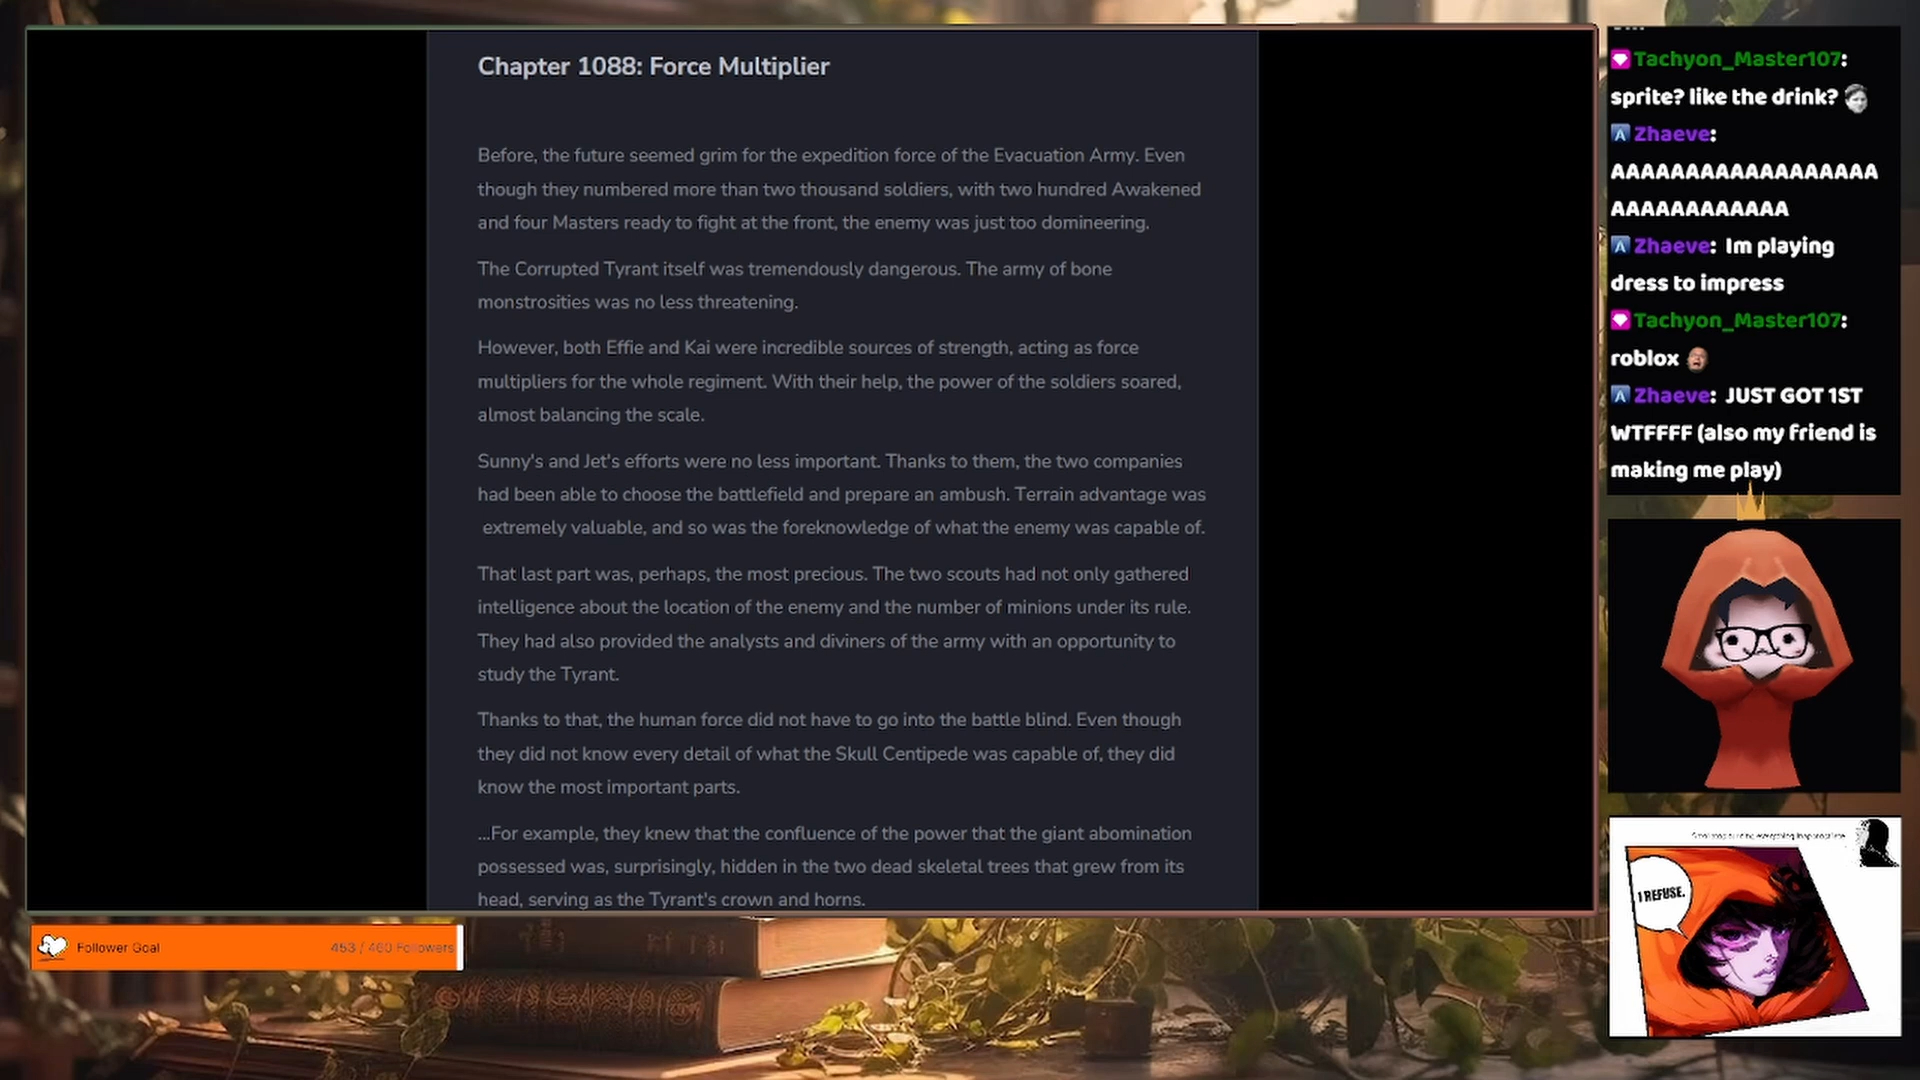 Chapter 1088: Force Multiplier
Before, the future seemed grim for the expedition force of the Evacuation Army. Even
though they numbered more than two thousand soldiers, with two hundred Awakened
and four Masters ready to fight at the front, the enemy was just too domineering.
The Corrupted Tyrant itself was tremendously dangerous. The army of bone
monstrosities was no less threatening.
However, both Effie and Kai were incredible sources of strength, acting as force
multipliers for the whole regiment. With their help, the power of the soldiers soared,
almost balancing the scale.
Sunny's and Jet's efforts were no less important. Thanks to them, the two companies
had been able to choose the battlefield and prepare an ambush. Terrain advantage was
extremely valuable, and so was the foreknowledge of what the enemy was capable of.
That last part was, perhaps, the most precious. The two scouts had not only gathered
intelligence about the location of the enemy and the number of minions under its rule.
They had also provided the analysts and diviners of the army with an opportunity to
study the Tyrant.
Thanks to that, the human force did not have to go into the battle blind. Even though
they did not know every detail of what the Skull Centipede was capable of, they did
know the most important parts.
...For example, they knew that the confluence of the power that the giant abomination
possessed was, surprisingly, hidden in the two dead skeletal trees that grew from its
head, serving as the Tyrant's crown and horns.
Follower Goal 453 / 460 Followers
Tachyon_Master107:
sprite? like the drink?
A Zhaeve:
AAAAAAAAAAAAAAAAAA
AAAAAAAAAAAA
A Zhaeve: Im playing
dress to impress
Tachyon_Master107:
roblox
A Zhaeve: JUST GOT 1ST
WTFFFF (also my friend is
making me play)
I REFUSE.